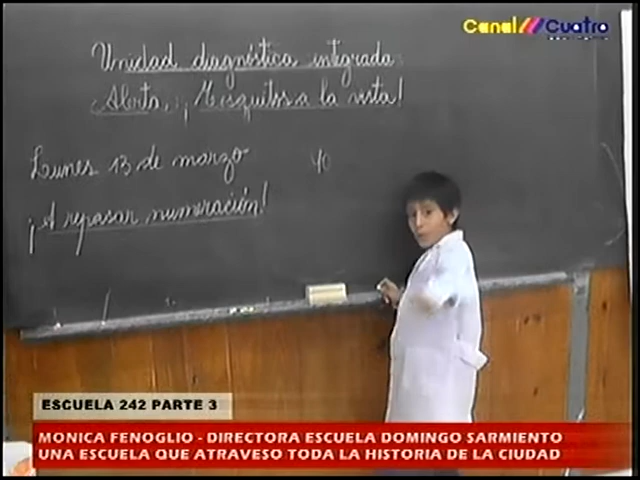 Canal Cuatro
Unidad diagnóstica integrada
Alerta, ¡Mosquitos a la vista!
Lunes 13 de marzo
40
¡A repasar numeración!
ESCUELA 242 PARTE 3
MONICA FENOGLIO - DIRECTORA ESCUELA DOMINGO SARMIENTO
UNA ESCUELA QUE ATRAVESO TODA LA HISTORIA DE LA CIUDAD